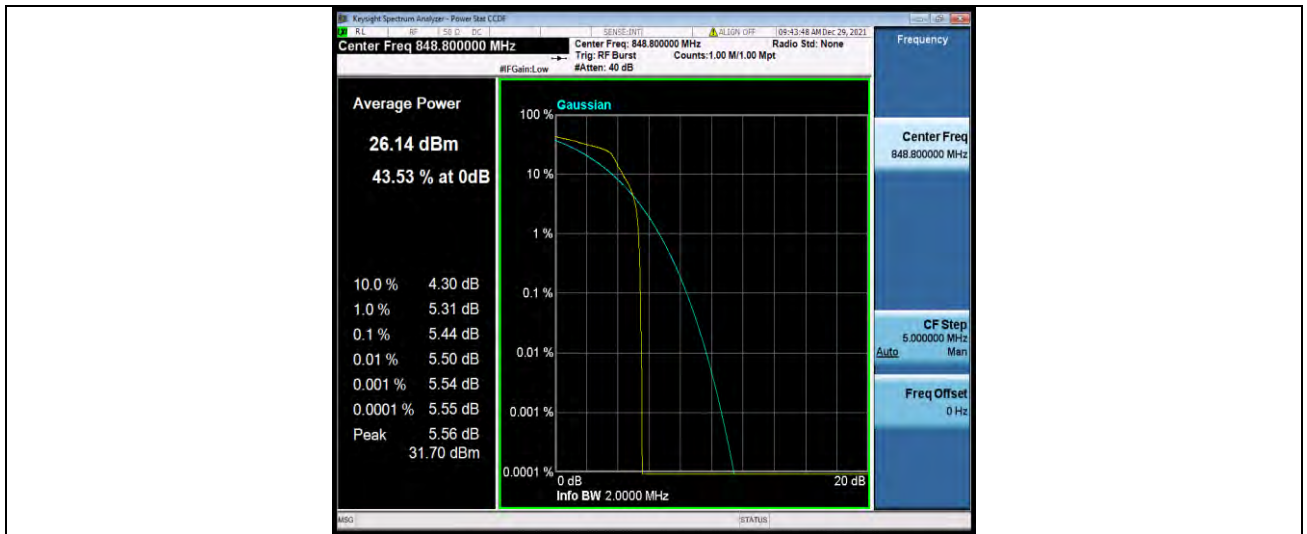 Keysight Spectrum Analyzer - Power Stat CCDF
RL RF 50 Ω DC SENSE:INT ALIGN OFF 09:43:48 AM Dec 29, 2021
Center Freq 848.800000 MHz
Center Freq: 848.800000 MHz Radio Std: None
Trig: RF Burst Counts:1.00 M/1.00 Mpt
#IFGain:Low #Atten: 40 dB
Frequency
Average Power
26.14 dBm
43.53 % at 0dB
10.0 % 4.30 dB
1.0 % 5.31 dB
0.1 % 5.44 dB
0.01 % 5.50 dB
0.001 % 5.54 dB
0.0001 % 5.55 dB
Peak 5.56 dB
31.70 dBm
Gaussian
100 %
10 %
1 %
0.1 %
0.01 %
0.001 %
0.0001 %
0 dB 20 dB
Info BW 2.0000 MHz
Center Freq
848.800000 MHz
CF Step
5.000000 MHz
Auto Man
Freq Offset
0 Hz
MSG STATUS